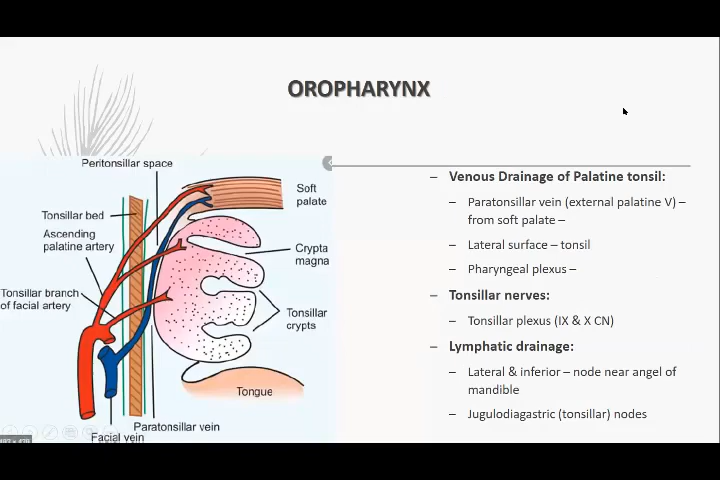 OROPHARYNX
Peritonsillar space
Soft
palate
Tonsillar bed
Ascending
palatine artery
Crypta
magna
Tonsillar branch
of facial artery
Tonsillar
crypts
Tongue
Paratonsillar vein
Facial vein
– Venous Drainage of Palatine tonsil:
– Paratonsillar vein (external palatine V) –
from soft palate –
– Lateral surface – tonsil
– Pharyngeal plexus –
– Tonsillar nerves:
– Tonsillar plexus (IX & X CN)
– Lymphatic drainage:
– Lateral & inferior – node near angel of
mandible
– Jugulodiagastric (tonsillar) nodes